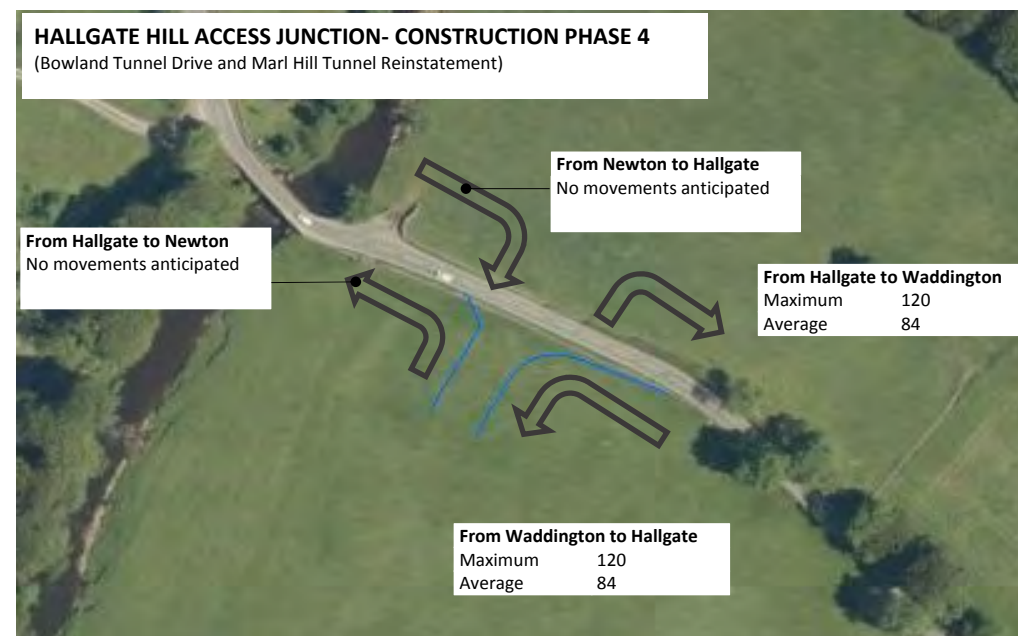 HALLGATE HILL ACCESS JUNCTION- CONSTRUCTION PHASE 4
(Bowland Tunnel Drive and Marl Hill Tunnel Reinstatement)
From Newton to Hallgate
No movements anticipated
From Hallgate to Newton
No movements anticipated
From Hallgate to Waddington
Maximum 120
Average 84
From Waddington to Hallgate
Maximum 120
Average 84